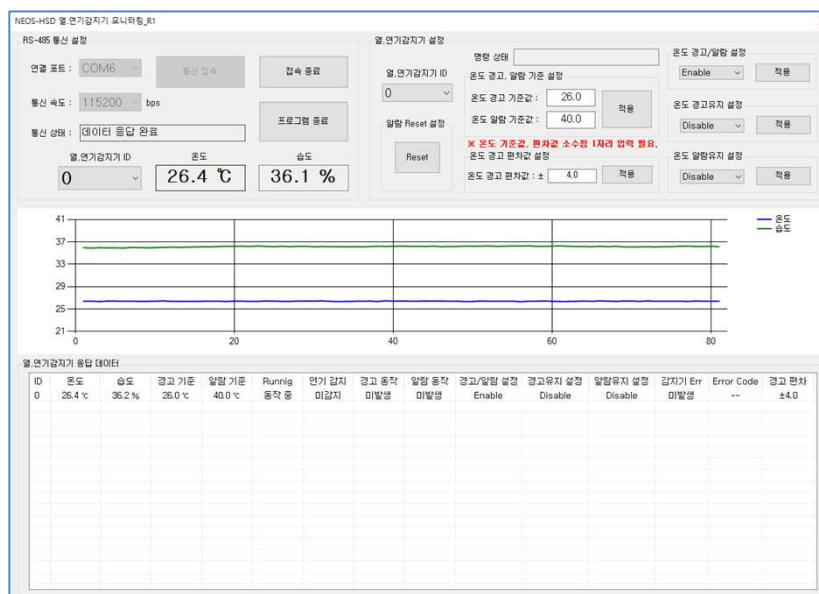 NEOS-HSD 열.연기감지기 모니터링_R1
RS-485 통신 설정
연결 포트 : COM6 통신 접속 접속 종료
통신 속도 : 115200 bps 프로그램 종료
통신 상태 : 데이터 응답 완료
열.연기감지기 ID 온도 습도
0 26.4 ℃ 36.1 %
열.연기감지기 설정
명령 상태
열.연기감지기 ID
0
알람 Reset 설정
Reset
온도 경고, 알람 기준 설정
온도 경고 기준값 : 26.0
온도 알람 기준값 : 40.0
적용
※ 온도 기준값, 편차값 소수점 1자리 입력 필요.
온도 경고 편차값 설정
온도 경고 편차값 : ± 4.0 적용
온도 경고/알람 설정
Enable 적용
온도 경고유지 설정
Disable 적용
온도 알람유지 설정
Disable 적용
온도
습도
41
37
33
29
25
21
0 20 40 60 80
열.연기감지기 응답 데이터
ID 온도 습도 경고 기준 알람 기준 Runnig 연기 감지 경고 동작 알람 동작 경고/알람 설정 경고유지 설정 알람유지 설정 감지기 Err Error Code 경고 편차
0 26.4 ℃ 36.2 % 26.0 ℃ 40.0 ℃ 동작 중 미감지 미발생 미발생 Enable Disable Disable 미발생 -- ±4.0